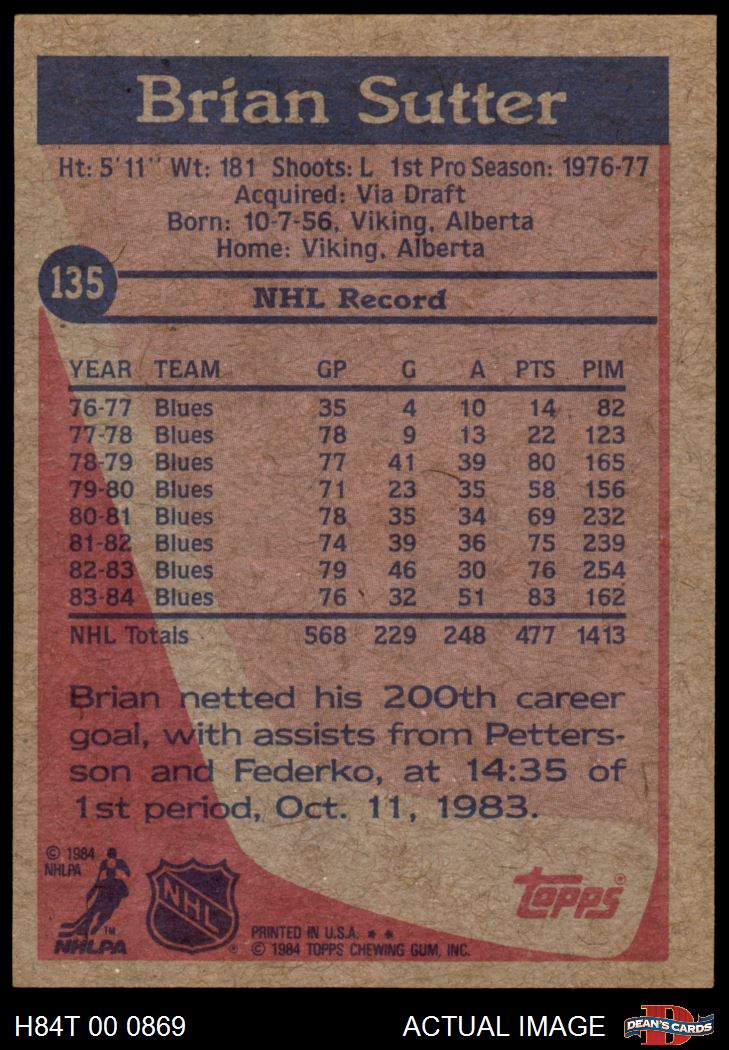 Brian Sutter
Ht: 5'11" Wt: 181 Shoots: L 1st Pro Season: 1976-77
Acquired: Via Draft
Born: 10-7-56, Viking, Alberta
Home: Viking, Alberta
135
NHL Record
YEAR TEAM GP G A PTS PIM
76-77 Blues 35 4 10 14 82
77-78 Blues 78 9 13 22 123
78-79 Blues 77 41 39 80 165
79-80 Blues 71 23 35 58 156
80-81 Blues 78 35 34 69 232
81-82 Blues 74 39 36 75 239
82-83 Blues 79 46 30 76 254
83-84 Blues 76 32 51 83 162
NHL Totals 568 229 248 477 1413
Brian netted his 200th career
goal, with assists from Petters-
son and Federko, at 14:35 of
1st period, Oct. 11, 1983.
© 1984
NHLPA
TM
NHLPA
NHL
®
topps®
PRINTED IN U.S.A. * *
© 1984 TOPPS CHEWING GUM, INC.
H84T 00 0869 ACTUAL IMAGE
D
DEAN'S CARDS